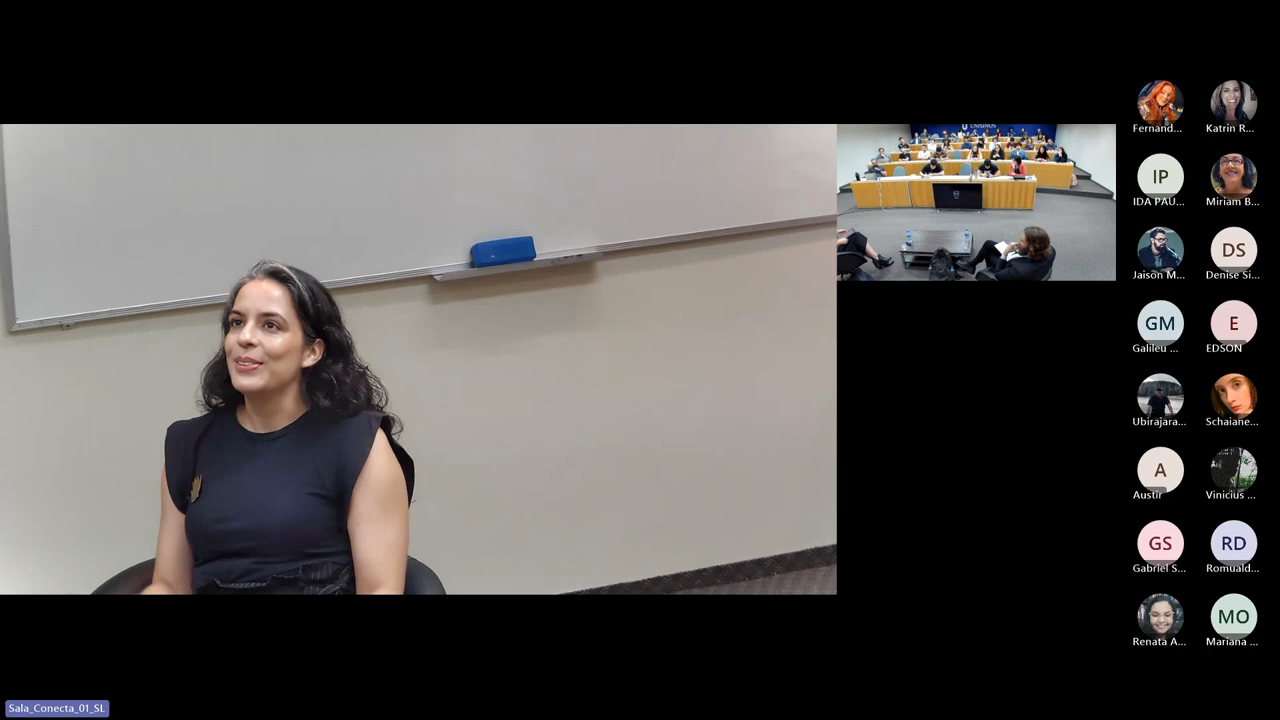 UNISINOS
Fernand...
Katrin R...
IP
IDA PAU...
Miriam B...
Jaison M...
DS
Denise Si...
GM
Galileu ...
E
EDSON
Ubirajara...
Schaiane...
A
Austir
Vinicius ...
GS
Gabriel S...
RD
Romuald...
Renata A...
MO
Mariana ...
Sala_Conecta_01_SL